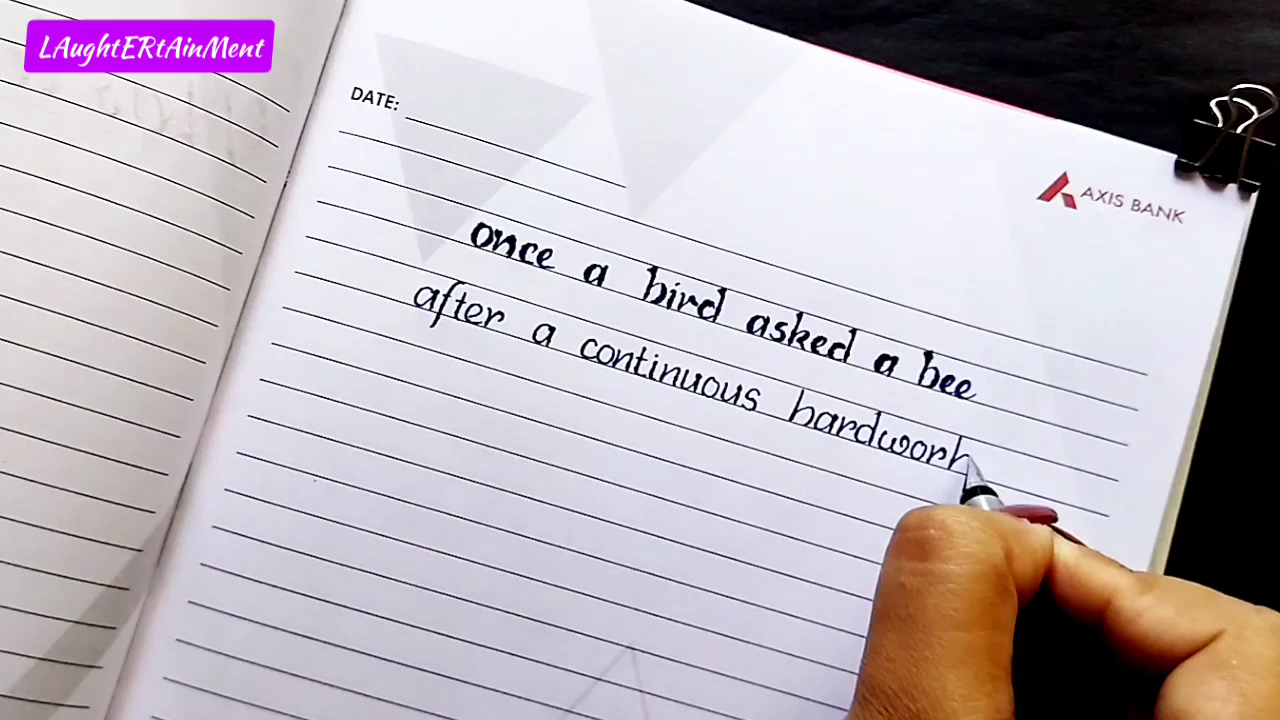 LAughtERtAinMent
DATE:
AXIS BANK
once a bird asked a bee
after a continuous hardwork